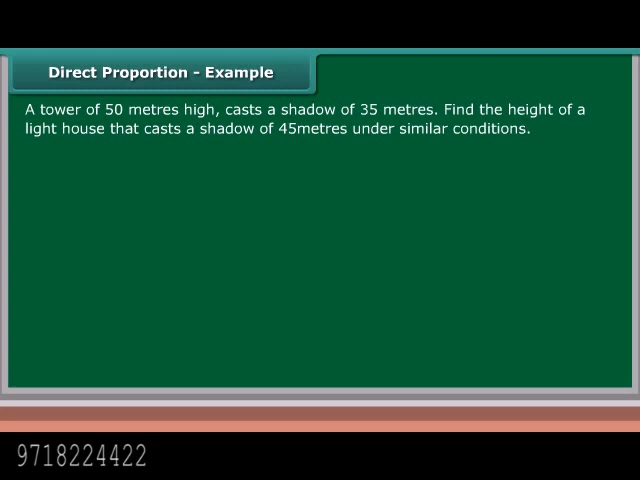 Direct Proportion - Example
A tower of 50 metres high, casts a shadow of 35 metres. Find the height of a
light house that casts a shadow of 45metres under similar conditions.
9718224422